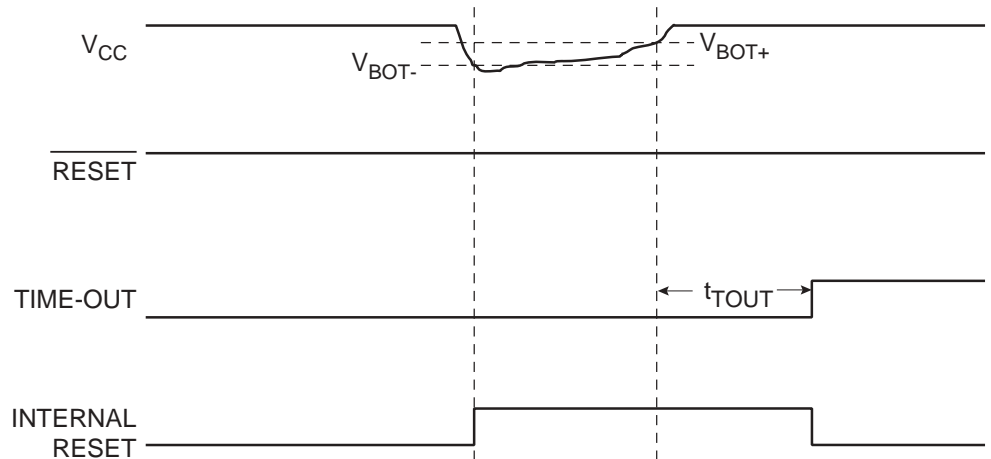 VCC
VBOT-
VBOT+
RESET
TIME-OUT
tTOUT
INTERNAL
RESET